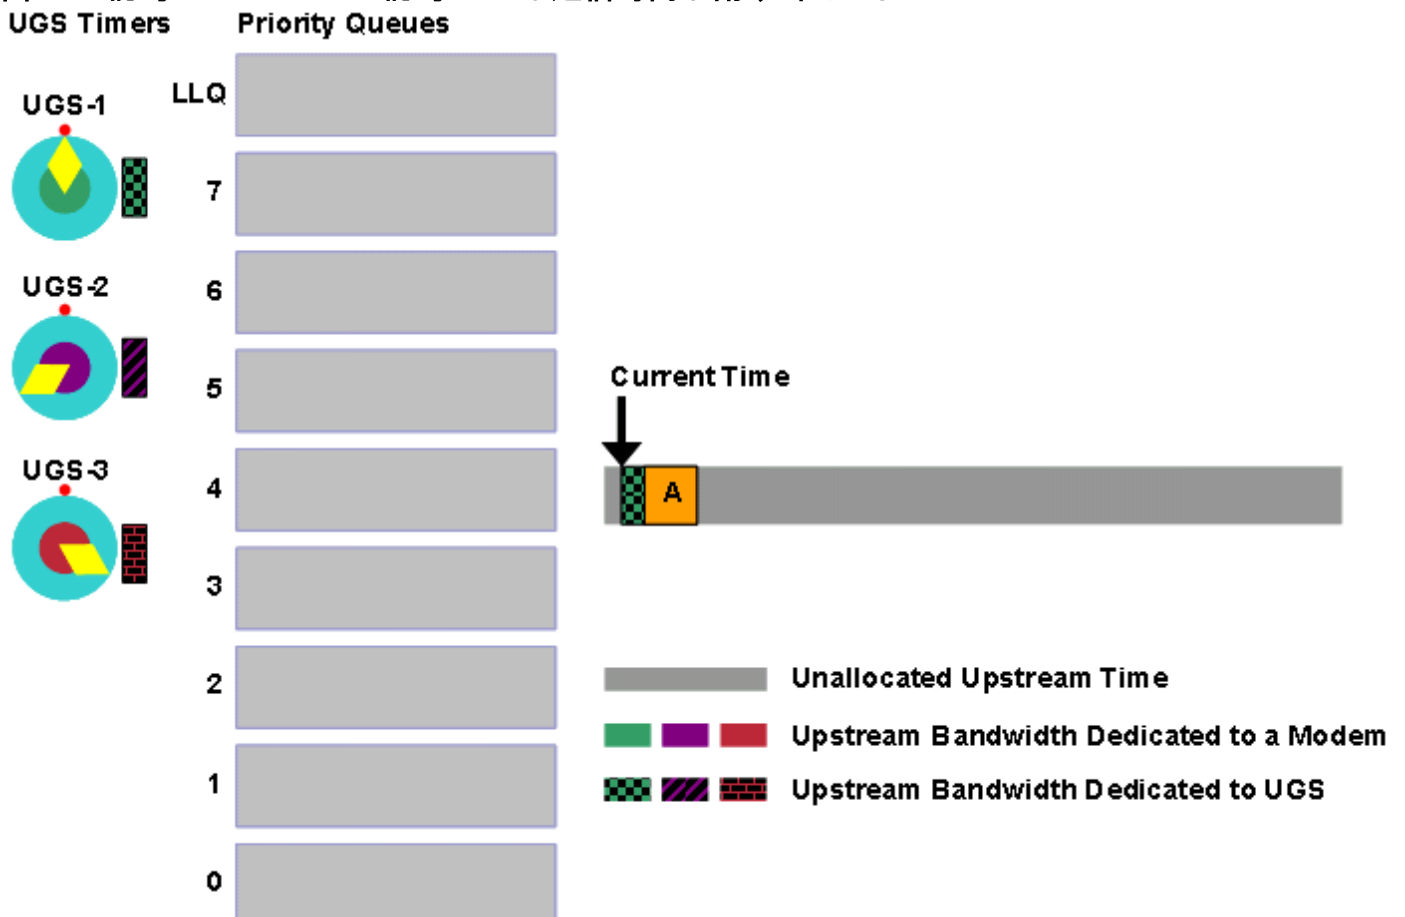 UGS Timers
Priority Queues
UGS-1
LLQ
7
UGS-2
6
5
Current Time
UGS-3
4
A
3
2
Unallocated Upstream Time
Upstream Bandwidth Dedicated to a Modem
1
Upstream Bandwidth Dedicated to UGS
0